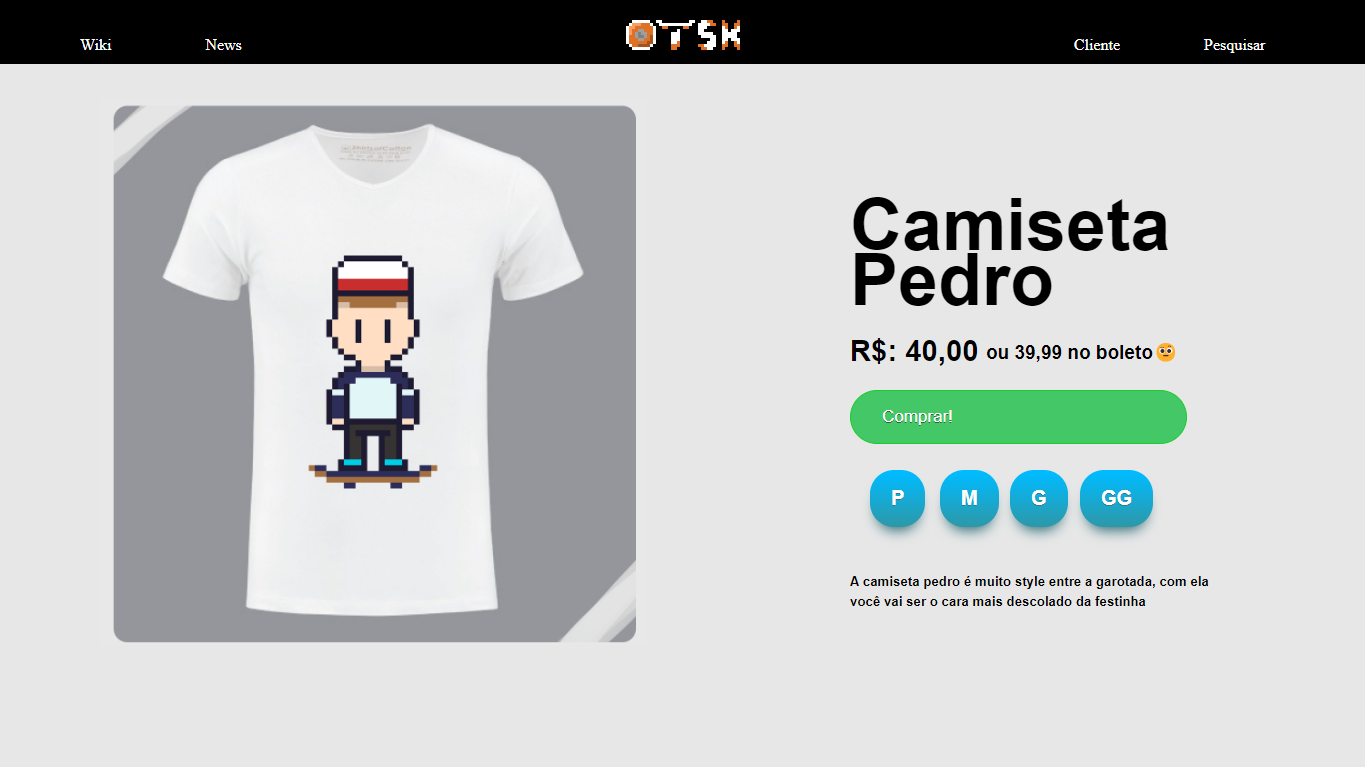 Wiki
News
OTSK
Cliente
Pesquisar
Camiseta
Pedro
R$: 40,00 ou 39,99 no boleto🤨
Comprar!
P
M
G
GG
A camiseta pedro é muito style entre a garotada, com ela
você vai ser o cara mais descolado da festinha